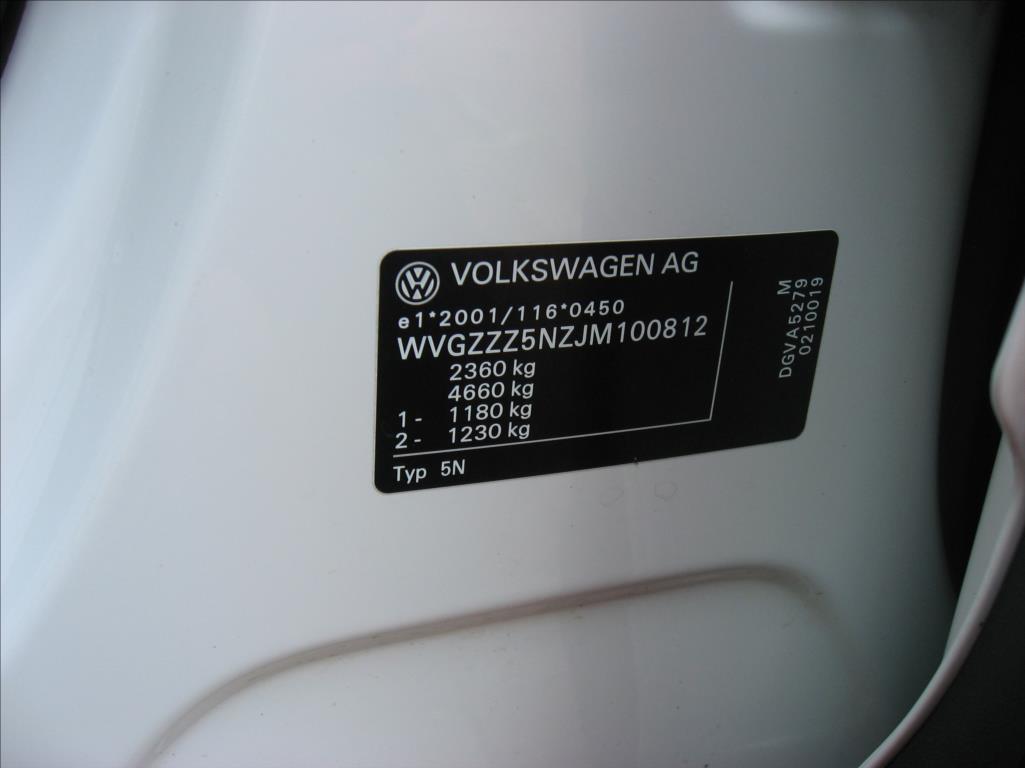 VOLKSWAGEN AG
e1*2001/116*0450
WVGZZZ5NZJM100812
2360 kg
4660 kg
1- 1180 kg
2- 1230 kg
Typ 5N
M
DGVA5279
0210019